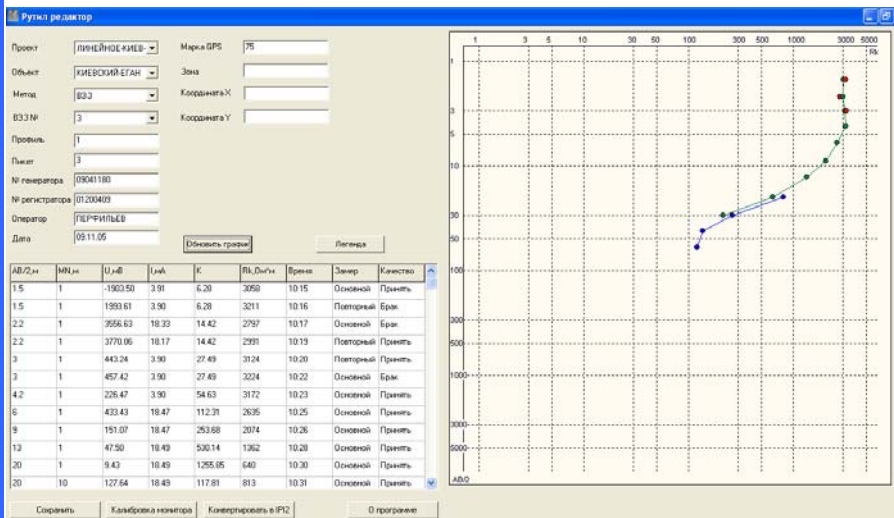 Рутил редактор
Проект ЛИНЕЙНОЕ-КИЕВ-
Объект КИЕВСКИЙ-ЕГАН
Метод ВЭЗ
ВЭЗ № 3
Профиль 1
Пикет 3
№ генератора 09041180
№ регистратора 01200409
Оператор ПЕРФИЛЬЕВ
Дата 09.11.05
Марка GPS 75
Зона
Координата X
Координата Y
Обновить график Легенда
AB/2,м MN,м U,мВ I,мА K Rk,Ом*м Время Замер Качество
1.5 1 -1903.50 3.91 6.28 3058 10:15 Основной Принять
1.5 1 1993.61 3.90 6.28 3211 10:16 Повторный Брак
2.2 1 3556.63 18.33 14.42 2797 10:17 Основной Брак
2.2 1 3770.06 18.17 14.42 2991 10:19 Повторный Принять
3 1 443.24 3.90 27.49 3124 10:20 Повторный Принять
3 1 457.42 3.90 27.49 3224 10:22 Основной Брак
4.2 1 226.47 3.90 54.63 3172 10:23 Основной Принять
6 1 433.43 18.47 112.31 2635 10:25 Основной Принять
9 1 151.07 18.47 253.68 2074 10:26 Основной Принять
13 1 47.50 18.49 530.14 1362 10:28 Основной Принять
20 1 9.43 18.49 1255.85 640 10:30 Основной Принять
20 10 127.64 18.49 117.81 813 10:31 Основной Принять
Сохранить Калибровка монитора Конвертировать в IPI2 О программе
1 3 5 10 30 50 100 300 500 1000 3000 5000
Rk
1
3
5
10
30
50
100
300
500
1000
3000
5000
AB/2